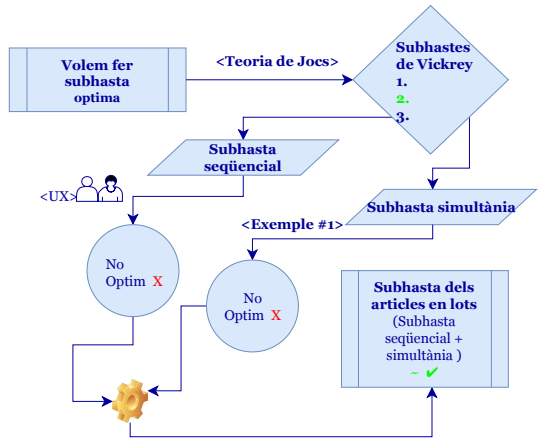 Volem fer
subhasta
optima
<Teoria de Jocs>
Subhastes
de Vickrey
1.
2.
3.
Subhasta
seqüencial
<UX>
Subhasta simultània
<Exemple #1>
No
Optim X
No
Optim X
Subhasta dels
articles en lots
(Subhasta
seqüencial +
simultània )
~ ✔